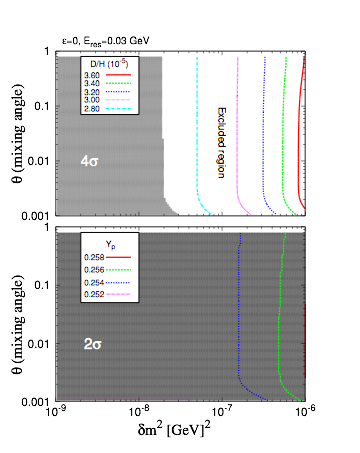 ε=0, E_res=0.03 GeV
D/H (10^-5)
3.60
3.40
3.20
3.00
2.80
4σ
Excluded region
θ (mixing angle)
1
0.1
0.01
0.001
Y_p
0.258
0.256
0.254
0.252
2σ
θ (mixing angle)
1
0.1
0.01
0.001
10^-9 10^-8 10^-7 10^-6
δm^2 [GeV]^2